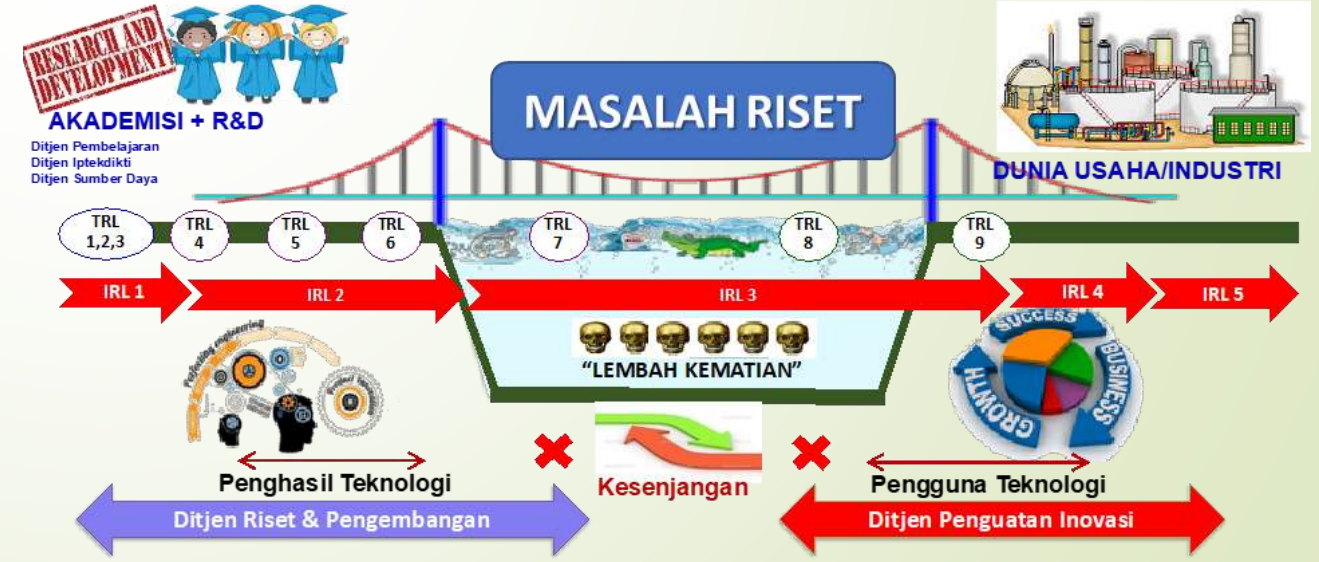 RESEARCH AND
DEVELOPMENT
AKADEMISI + R&D
Ditjen Pembelajaran
Ditjen Iptekdikti
Ditjen Sumber Daya
MASALAH RISET
DUNIA USAHA/INDUSTRI
TRL
1,2,3
TRL
4
TRL
5
TRL
6
TRL
7
TRL
8
TRL
9
IRL 1
IRL 2
IRL 3
IRL 4
IRL 5
“LEMBAH KEMATIAN”
SUCCESS
BUSINESS
GROWTH
Kesenjangan
Penghasil Teknologi
Pengguna Teknologi
Ditjen Riset & Pengembangan
Ditjen Penguatan Inovasi